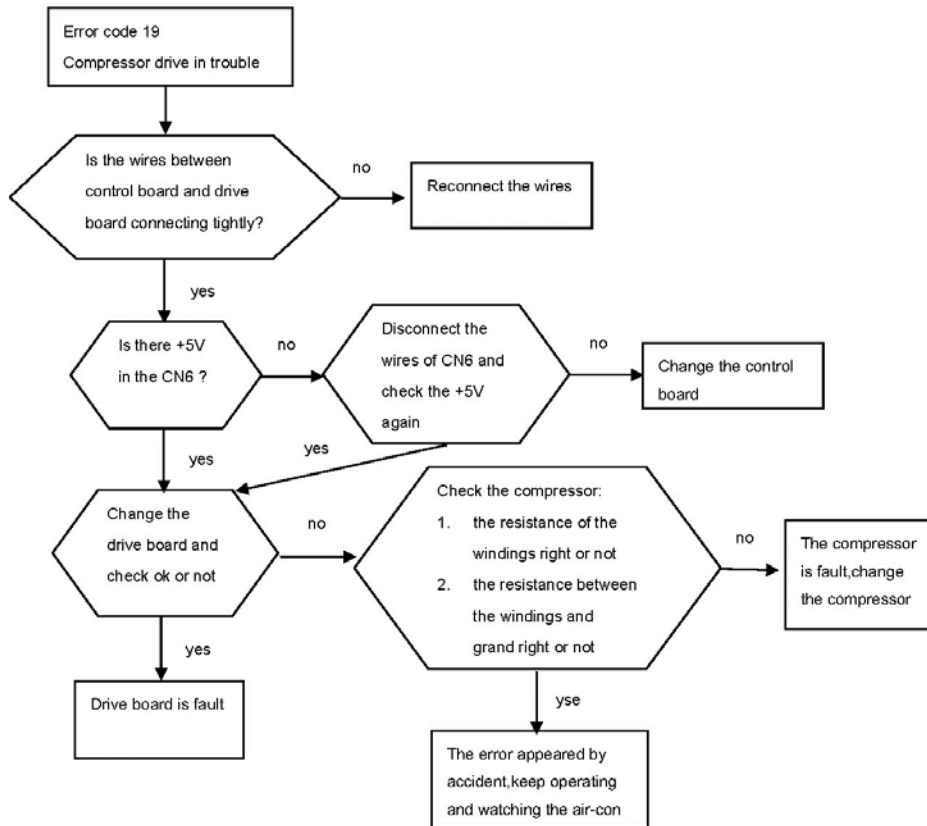 Error code 19
Compressor drive in trouble
Is the wires between
control board and drive
board connecting tightly?
no
Reconnect the wires
yes
Is there +5V
in the CN6 ?
no
Disconnect the
wires of CN6 and
check the +5V
again
no
Change the control
board
yes
yes
Change the
drive board and
check ok or not
no
Check the compressor:
1. the resistance of the
windings right or not
2. the resistance between
the windings and
grand right or not
no
The compressor
is fault,change
the compressor
yes
Drive board is fault
yse
The error appeared by
accident,keep operating
and watching the air-con